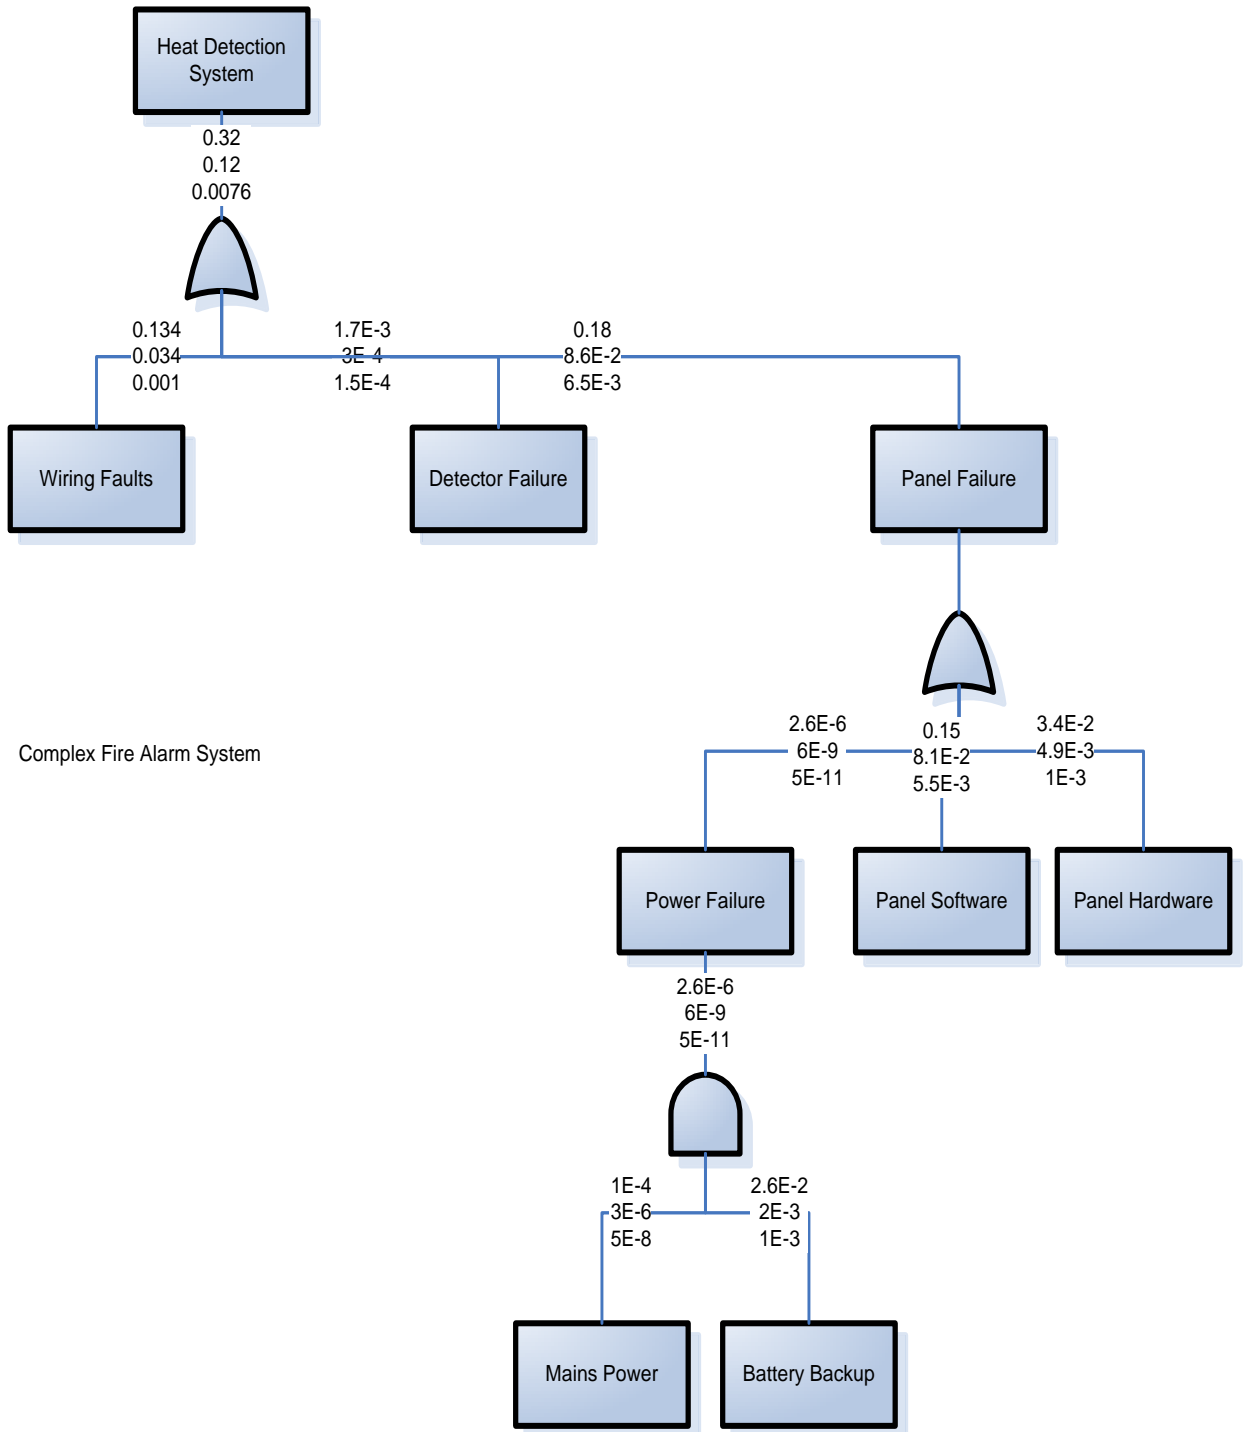 Heat Detection
System
0.32
0.12
0.0076
0.134
0.034
0.001
1.7E-3
3E-4
1.5E-4
0.18
8.6E-2
6.5E-3
Wiring Faults
Detector Failure
Panel Failure
Complex Fire Alarm System
2.6E-6
6E-9
5E-11
0.15
8.1E-2
5.5E-3
3.4E-2
4.9E-3
1E-3
Power Failure
Panel Software
Panel Hardware
2.6E-6
6E-9
5E-11
1E-4
3E-6
5E-8
2.6E-2
2E-3
1E-3
Mains Power
Battery Backup